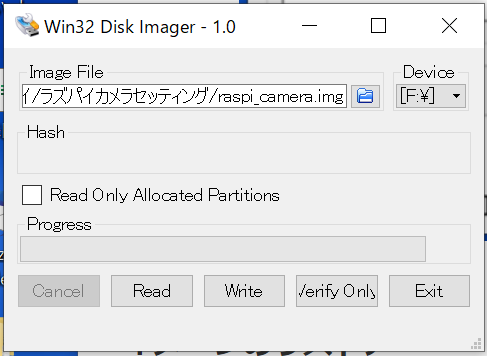 Win32 Disk Imager - 1.0
Image File
Device
イ/ラズパイカメラセッティング/raspi_camera.img
[F:¥]
Hash
Read Only Allocated Partitions
Progress
Cancel
Read
Write
Verify Only
Exit